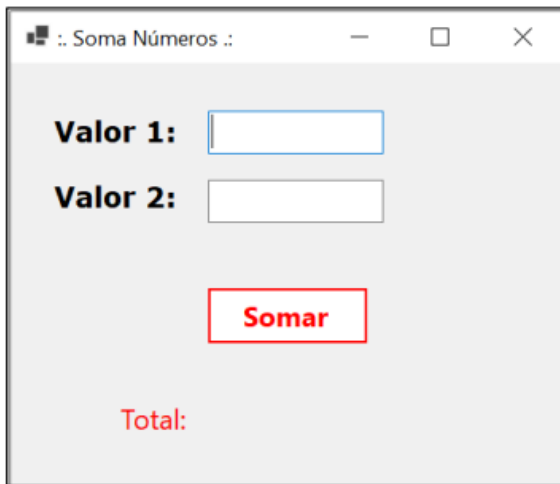 :. Soma Números .:
Valor 1:
Valor 2:
Somar
Total: